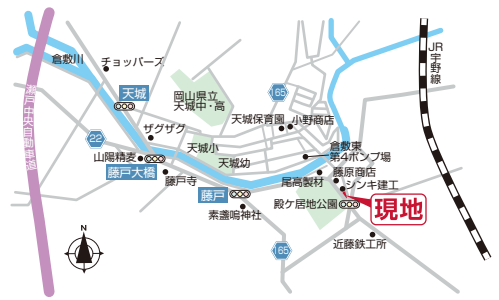 JR宇野線
倉敷川
チョッパーズ
瀬戸中央自動車道
天城
岡山県立
天城中・高
165
ザグザグ
天城保育園
小野商店
22
山陽精麦
天城小
天城幼
倉敷東
第4ポンプ場
藤戸大橋
藤戸寺
藤戸
尾高製材
藤原商店
シンキ建工
殿ケ居地公園
現地
素盞鳴神社
近藤鉄工所
165
N